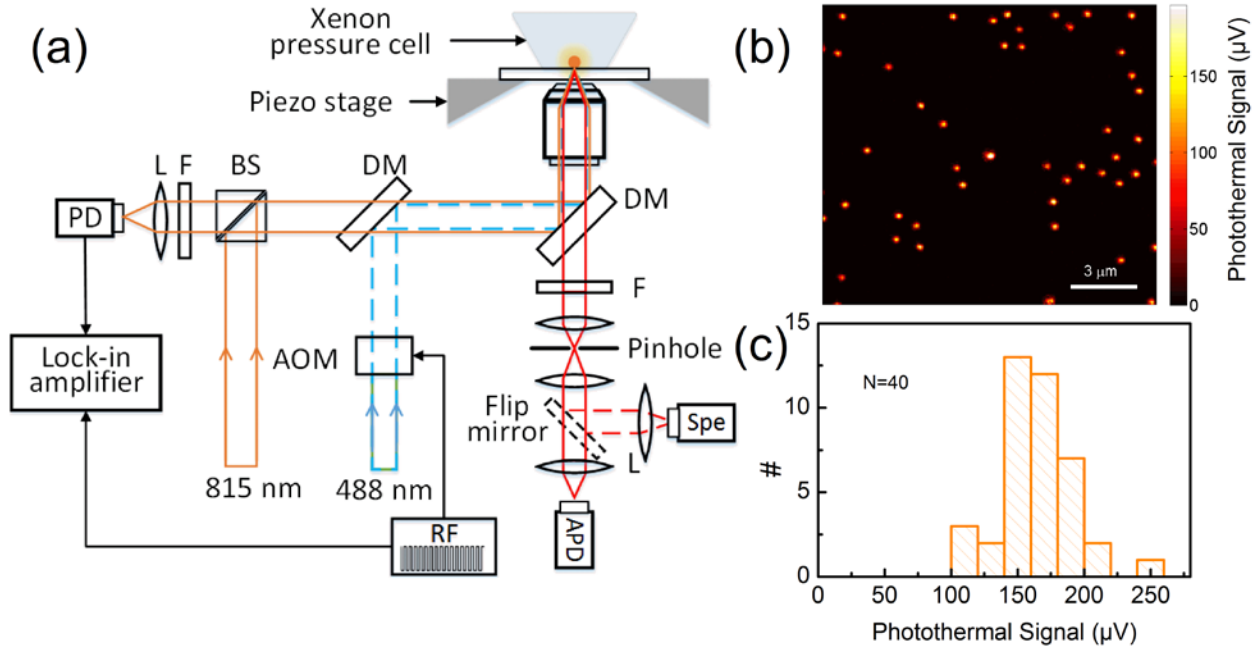 (a)
Xenon
pressure cell
Piezo stage
L F BS DM
DM
PD
F
Lock-in
amplifier
AOM
Pinhole
Flip
mirror
Spe
L
815 nm 488 nm
RF
APD
(b)
3 µm
150
100
50
0
Photothermal Signal (µV)
(c)
N=40
15
10
5
0
#
0 50 100 150 200 250
Photothermal Signal (µV)